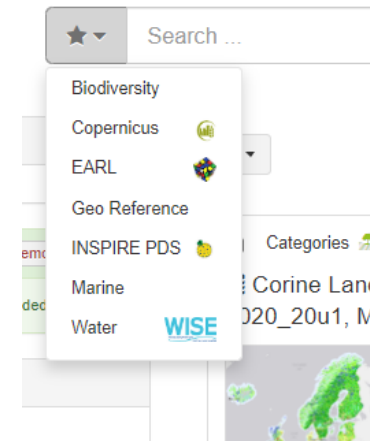 Search ...
Biodiversity
Copernicus
EARL
Geo Reference
INSPIRE PDS
Marine
Water WISE
Categories
Corine Lan
020_20u1, M